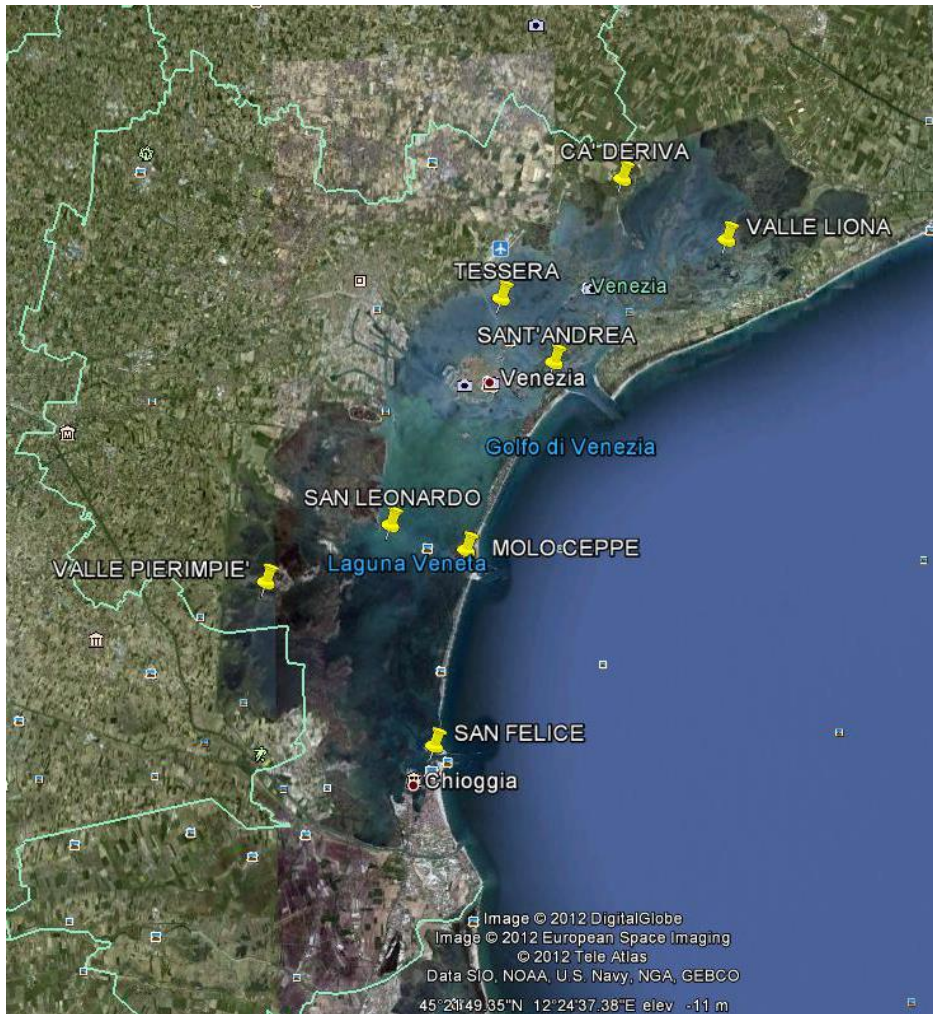 CA' DERIVA
VALLE LIONA
TESSERA
Venezia
SANT'ANDREA
Venezia
Golfo di Venezia
SAN LEONARDO
MOLO CEPPE
Laguna Veneta
VALLE PIERIMPIE'
SAN FELICE
Chioggia
Image © 2012 DigitalGlobe
Image © 2012 European Space Imaging
© 2012 Tele Atlas
Data SIO, NOAA, U.S. Navy, NGA, GEBCO
45°21'49.35"N 12°24'37.38"E elev -11 m